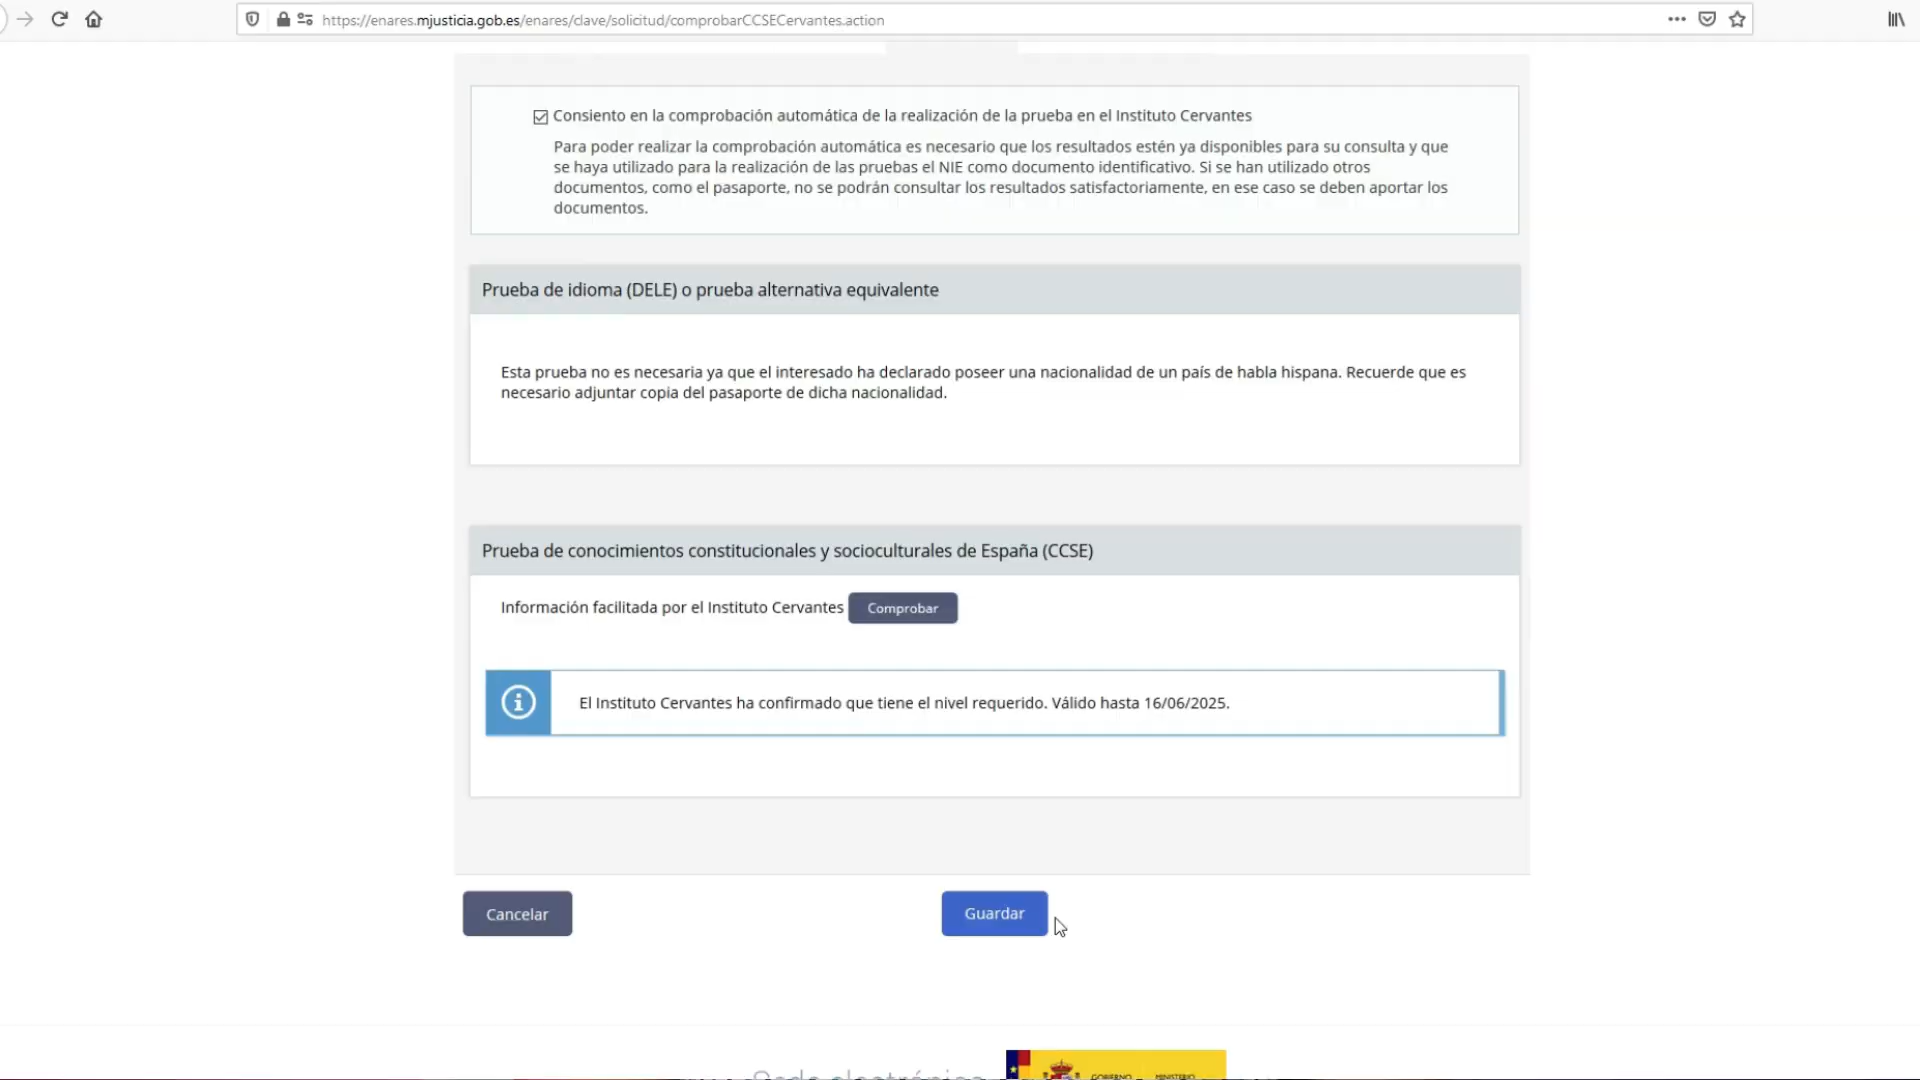 https://enares.mjusticia.gob.es/enares/clave/solicitud/comprobarCCSECervantes.action
Consiento en la comprobación automática de la realización de la prueba en el Instituto Cervantes
Para poder realizar la comprobación automática es necesario que los resultados estén ya disponibles para su consulta y que
se haya utilizado para la realización de las pruebas el NIE como documento identificativo. Si se han utilizado otros
documentos, como el pasaporte, no se podrán consultar los resultados satisfactoriamente, en ese caso se deben aportar los
documentos.
Prueba de idioma (DELE) o prueba alternativa equivalente
Esta prueba no es necesaria ya que el interesado ha declarado poseer una nacionalidad de un país de habla hispana. Recuerde que es
necesario adjuntar copia del pasaporte de dicha nacionalidad.
Prueba de conocimientos constitucionales y socioculturales de España (CCSE)
Información facilitada por el Instituto Cervantes Comprobar
El Instituto Cervantes ha confirmado que tiene el nivel requerido. Válido hasta 16/06/2025.
Cancelar Guardar
GOBIERNO MINISTERIO